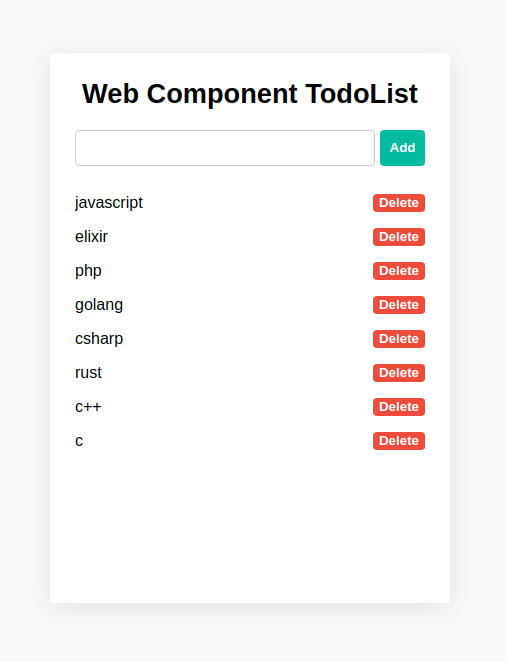 Web Component TodoList
Add
javascript Delete
elixir Delete
php Delete
golang Delete
csharp Delete
rust Delete
c++ Delete
c Delete